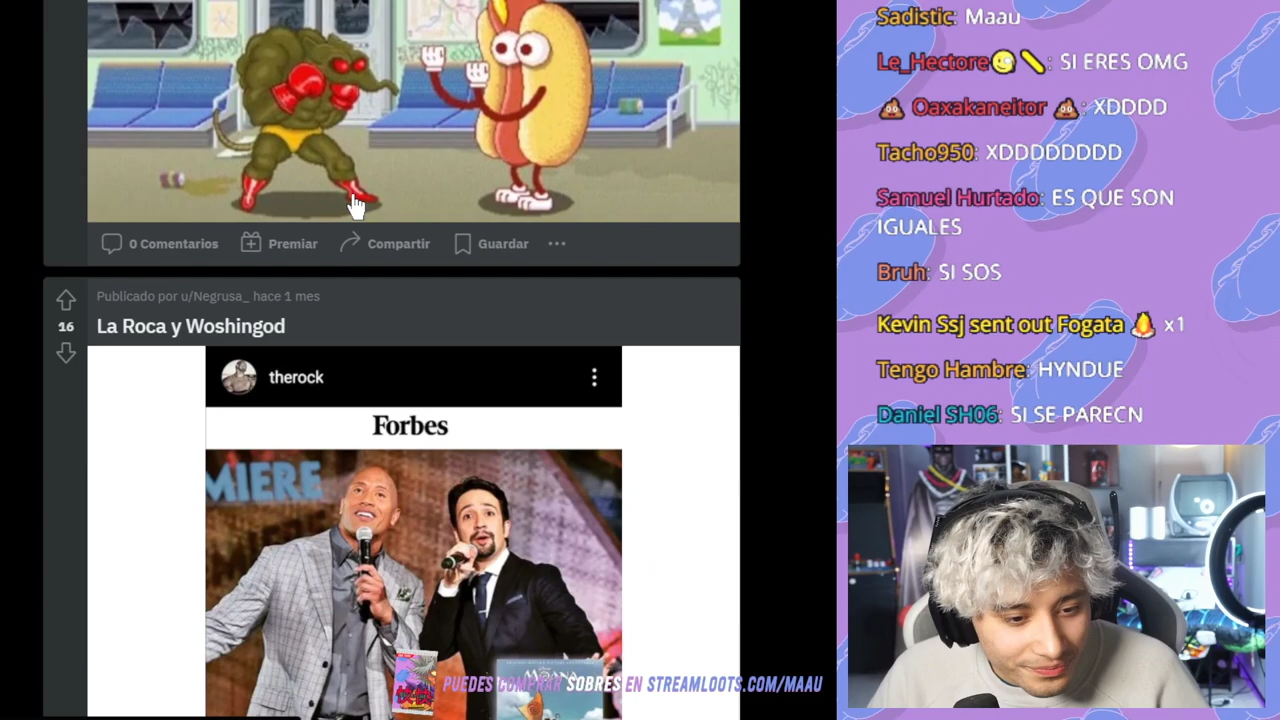 0 Comentarios
Premiar
Compartir
Guardar
Publicado por u/Negrusa_ hace 1 mes
16
La Roca y Woshingod
therock
Forbes
MIERE
MOANA
PUEDES COMPRAR SOBRES EN STREAMLOOTS.COM/MAAU
Sadistic: Maau
Le_Hectore: SI ERES OMG
Oaxakaneitor: XDDDD
Tacho950: XDDDDDDDD
Samuel Hurtado: ES QUE SON
IGUALES
Bruh: SI SOS
Kevin Ssj sent out Fogata x1
Tengo Hambre: HYNDUE
Daniel SH06: SI SE PARECN